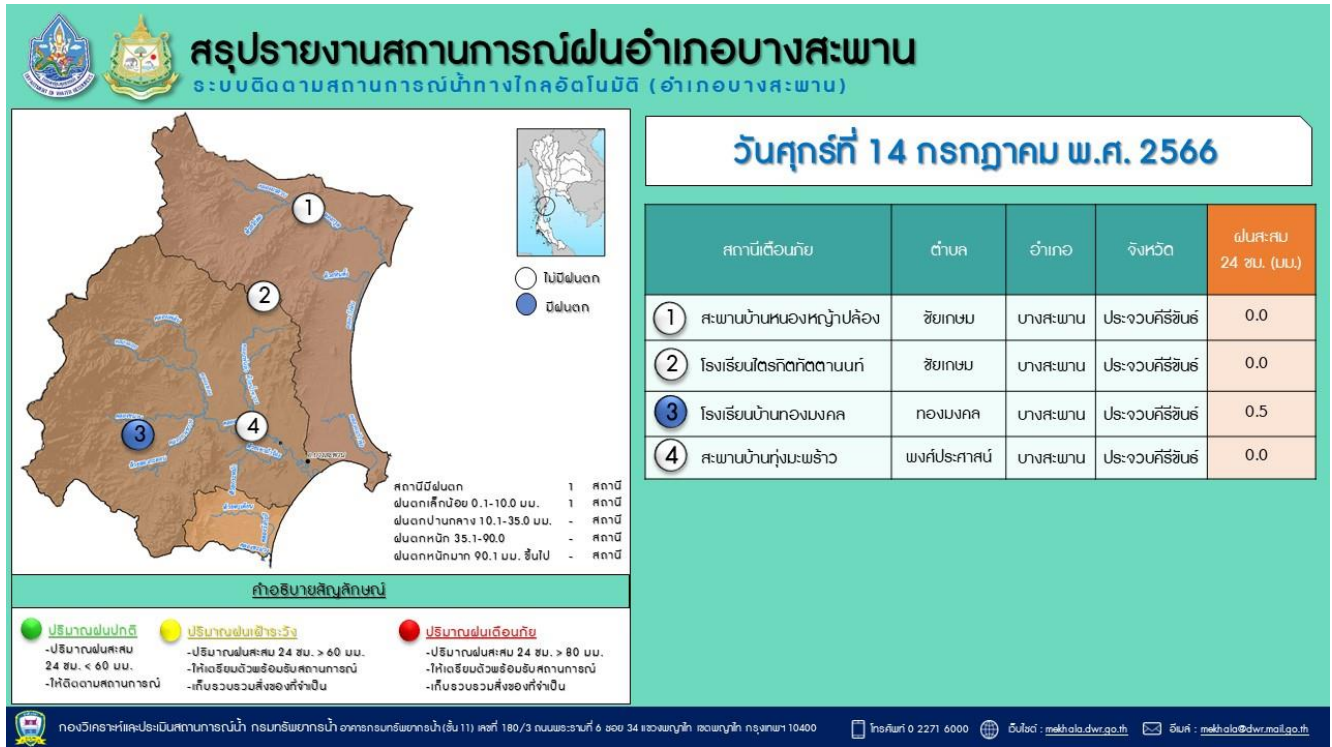 สรุปรายงานสถานการณ์ฝนอำเภอบางสะพาน
ระบบติดตามสถานการณ์น้ำทางไกลอัตโนมัติ (อำเภอบางสะพาน)
วันศุกร์ที่ 14 กรกฎาคม พ.ศ. 2566
1
2
3
4
ไม่มีฝนตก
มีฝนตก
สถานีมีฝนตก 1 สถานี
ฝนตกเล็กน้อย 0.1-10.0 มม. 1 สถานี
ฝนตกปานกลาง 10.1-35.0 มม. - สถานี
ฝนตกหนัก 35.1-90.0 - สถานี
ฝนตกหนักมาก 90.1 มม. ขึ้นไป - สถานี
คำอธิบายสัญลักษณ์
ปริมาณฝนปกติ
-ปริมาณฝนสะสม
24 ชม. < 60 มม.
-ให้ติดตามสถานการณ์
ปริมาณฝนเฝ้าระวัง
-ปริมาณฝนสะสม 24 ชม. > 60 มม.
-ให้เตรียมตัวพร้อมรับสถานการณ์
-เก็บรวบรวมสิ่งของที่จำเป็น
ปริมาณฝนเตือนภัย
-ปริมาณฝนสะสม 24 ชม. > 80 มม.
-ให้เตรียมตัวพร้อมรับสถานการณ์
-เก็บรวบรวมสิ่งของที่จำเป็น
สถานีเตือนภัย ตำบล อำเภอ จังหวัด ฝนสะสม 24 ชม. (มม.)
1 สะพานบ้านหนองหญ้าปล้อง ชัยเกษม บางสะพาน ประจวบคีรีขันธ์ 0.0
2 โรงเรียนไตรกิตทัตตานนท์ ชัยเกษม บางสะพาน ประจวบคีรีขันธ์ 0.0
3 โรงเรียนบ้านทองมงคล ทองมงคล บางสะพาน ประจวบคีรีขันธ์ 0.5
4 สะพานบ้านทุ่งมะพร้าว พงศ์ประศาสน์ บางสะพาน ประจวบคีรีขันธ์ 0.0
กองวิเคราะห์และประเมินสถานการณ์น้ำ กรมทรัพยากรน้ำ อาคารกรมทรัพยากรน้ำ (ชั้น 11) เลขที่ 180/3 ถนนพระรามที่ 6 ซอย 34 แขวงพญาไท เขตพญาไท กรุงเทพฯ 10400 โทรศัพท์ 0 2271 6000 เว็บไซต์ : mekhala.dwr.go.th อีเมล์ : mekhala@dwr.mail.go.th